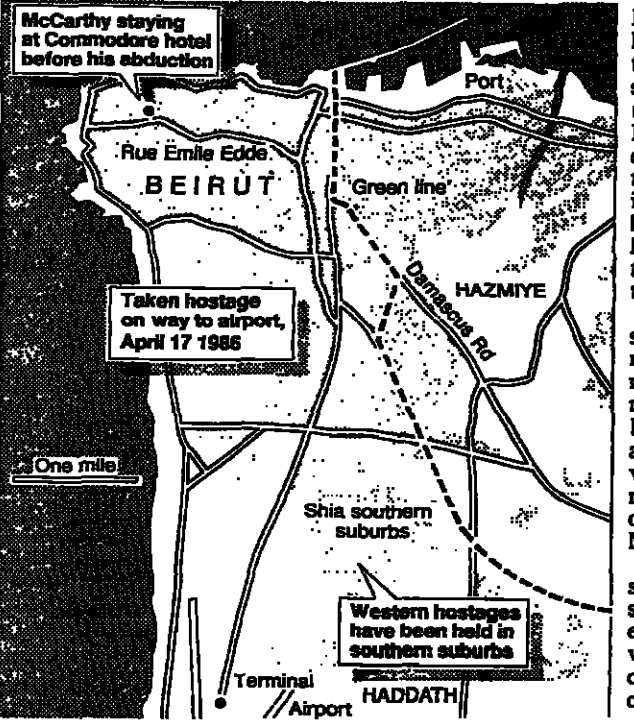 McCarthy staying
at Commodore hotel
before his abduction
Port
Rue Emile Edde
BEIRUT
Green line
Damascus Rd
HAZMIYE
Taken hostage
on way to airport,
April 17 1986
One mile
Shia southern
suburbs
Western hostages
have been held in
southern suburbs
Terminal
Airport
HADDATH